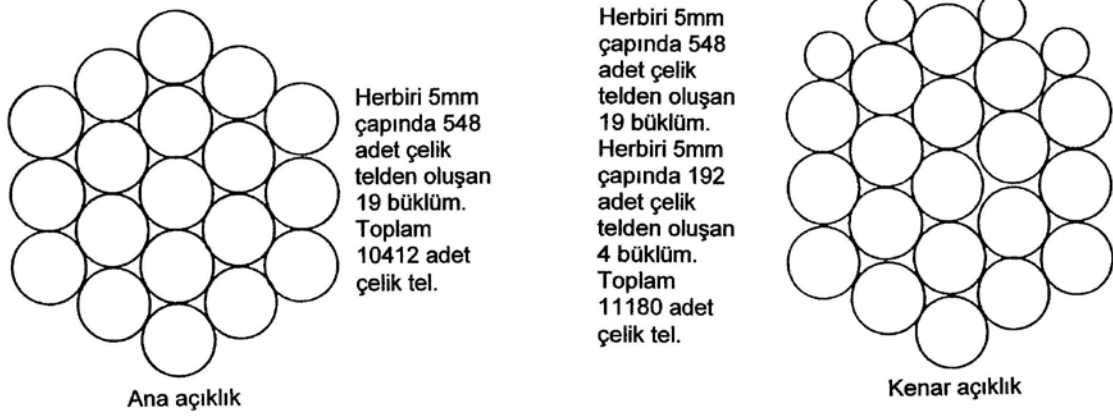 Herbiri 5mm
çapında 548
adet çelik
telden oluşan
19 büklüm.
Toplam
10412 adet
çelik tel.
Ana açıklık
Herbiri 5mm
çapında 548
adet çelik
telden oluşan
19 büklüm.
Herbiri 5mm
çapında 192
adet çelik
telden oluşan
4 büklüm.
Toplam
11180 adet
çelik tel.
Kenar açıklık